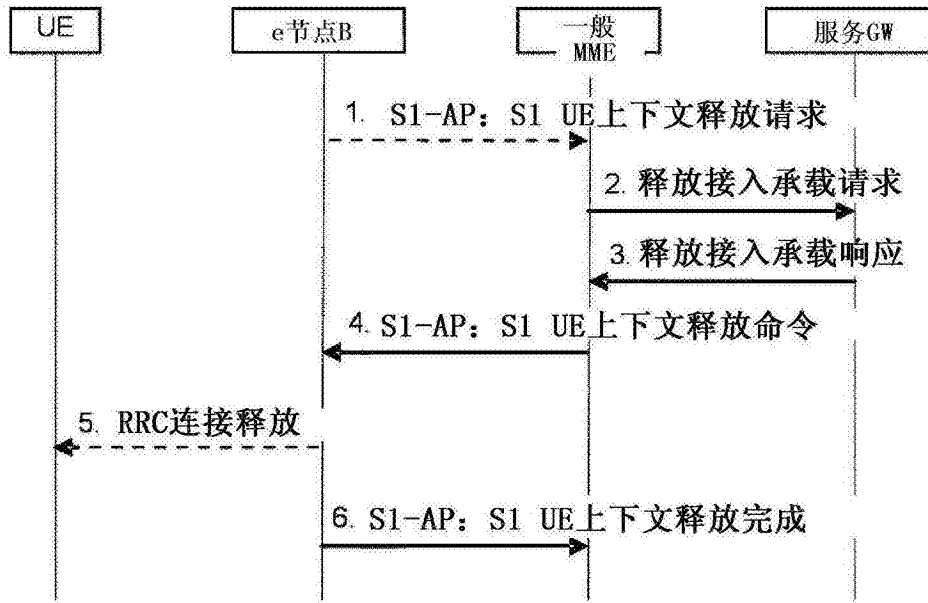 UE
e节点B
一般
MME
服务GW
1. S1-AP: S1 UE上下文释放请求
2. 释放接入承载请求
3. 释放接入承载响应
4. S1-AP: S1 UE上下文释放命令
5. RRC连接释放
6. S1-AP: S1 UE上下文释放完成